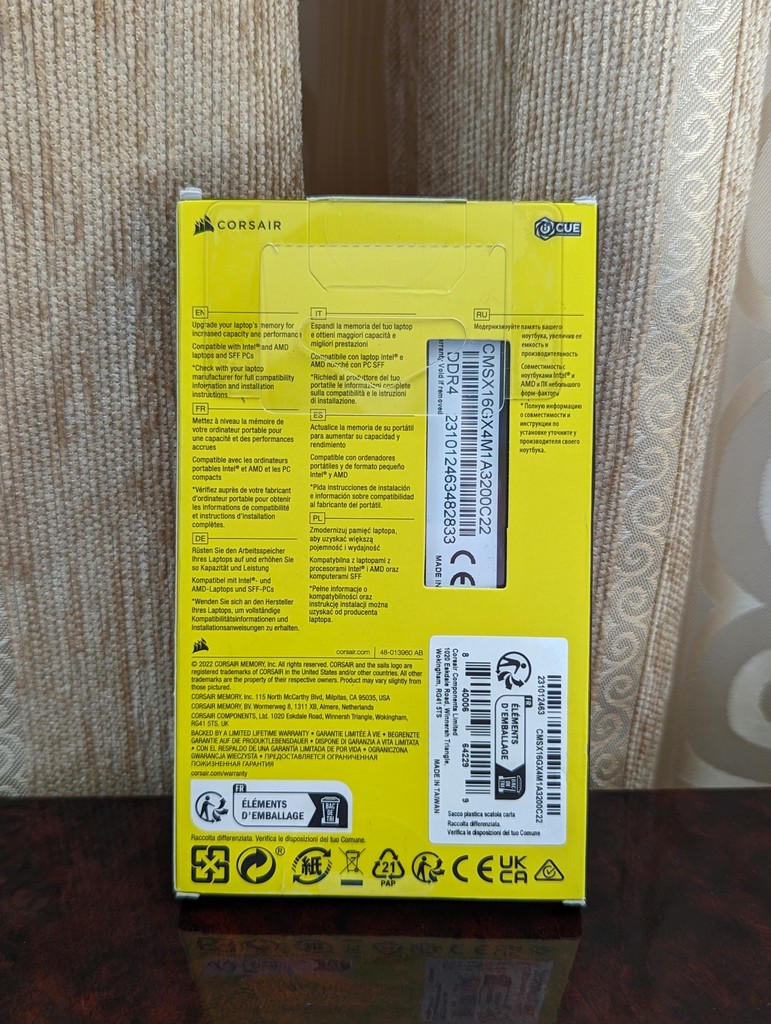 CORSAIR
CUE
EN
Upgrade your laptop's memory for
increased capacity and performance
Compatible with Intel® and AMD
laptops and SFF PCs
*Check with your laptop
manufacturer for full compatibility
information and installation
instructions
FR
Mettez à niveau la mémoire de
votre ordinateur portable pour
une capacité et des performances
accrues
Compatible avec les ordinateurs
portables Intel® et AMD et les PC
compacts
*Vérifiez auprès de votre fabricant
d'ordinateur portable pour obtenir
les informations de compatibilité
et instructions d'installation
complètes.
DE
Rüsten Sie den Arbeitsspeicher
Ihres Laptops auf und erhöhen Sie
so Kapazität und Leistung
Kompatibel mit Intel®- und
AMD-Laptops und SFF-PCs
*Wenden Sie sich an den Hersteller
Ihres Laptops, um vollständige
Kompatibilitätsinformationen und
Installationsanweisungen zu erhalten.
IT
Espandi la memoria del tuo laptop
e ottieni maggiori capacità e
migliori prestazioni
Compatibile con laptop Intel® e
AMD nonché con PC SFF
*Richiedi al produttore del tuo
portatile le informazioni complete
sulla compatibilità e le istruzioni
di installazione.
ES
Actualice la memoria de su portátil
para aumentar su capacidad y
rendimiento
Compatible con ordenadores
portátiles y de formato pequeño
Intel® y AMD
*Pida instrucciones de instalación
e información sobre compatibilidad
al fabricante del portátil.
PL
Zmodernizuj pamięć laptopa,
aby uzyskać większą
pojemność i wydajność
Kompatybilna z laptopami z
procesorami Intel® i AMD oraz
komputerami SFF
*Pełne informacje o
kompatybilności oraz
instrukcję instalacji można
uzyskać od producenta
laptopa.
RU
Модернизируйте память вашего
ноутбука, увеличив ее
емкость и
производительность
Совместимость с
ноутбуками Intel® и
AMD и ПК небольшого
форм-фактора
* Полную информацию
о совместимости и
инструкции по
установке уточните у
производителя своего
ноутбука.
CMSX16GX4M1A3200C22
DDR4 231012463482833
Void if removed
CE
MADE IN
corsair.com | 48-013960 AB
© 2022 CORSAIR MEMORY, Inc. All rights reserved. CORSAIR and the sails logo are
registered trademarks of CORSAIR in the United States and/or other countries. All other
trademarks are the property of their respective owners. Product may vary slightly from
those pictured.
CORSAIR MEMORY, Inc. 115 North McCarthy Blvd, Milpitas, CA 95035, USA
CORSAIR MEMORY, BV. Wormerweg 8, 1311 XB, Almere, Netherlands
CORSAIR COMPONENTS, Ltd. 1020 Eskdale Road, Winnersh Triangle, Wokingham,
RG41 5TS, UK
BACKED BY A LIMITED LIFETIME WARRANTY • GARANTIE LIMITÉE À VIE • BEGRENZTE
GARANTIE AUF DIE PRODUKTLEBENSDAUER • DISPONE DI GARANZIA A VITA LIMITATA
• CON EL RESPALDO DE UNA GARANTÍA LIMITADA DE POR VIDA • OGRANICZONA
GWARANCJA WIECZYSTA • ПРЕДОСТАВЛЯЕТСЯ ОГРАНИЧЕННАЯ
ПОЖИЗНЕННАЯ ГАРАНТИЯ
corsair.com/warranty
FR
ÉLÉMENTS
D'EMBALLAGE
BAC
DE
TRI
Raccolta differenziata. Verifica le disposizioni del tuo Comune.
231012463 CMSX16GX4M1A3200C22
FR
ÉLÉMENTS
D'EMBALLAGE
BAC
DE TRI
8 40006 64229 9
Corsair Components Limited
1020 Eskdale Road, Winnersh Triangle,
Wokingham, RG41 5TS
MADE IN TAIWAN
Sacco plastica scatola carta
Raccolta differenziata.
Verifica le disposizioni del tuo Comune
®
紙
21
PAP
CE
UK
CA